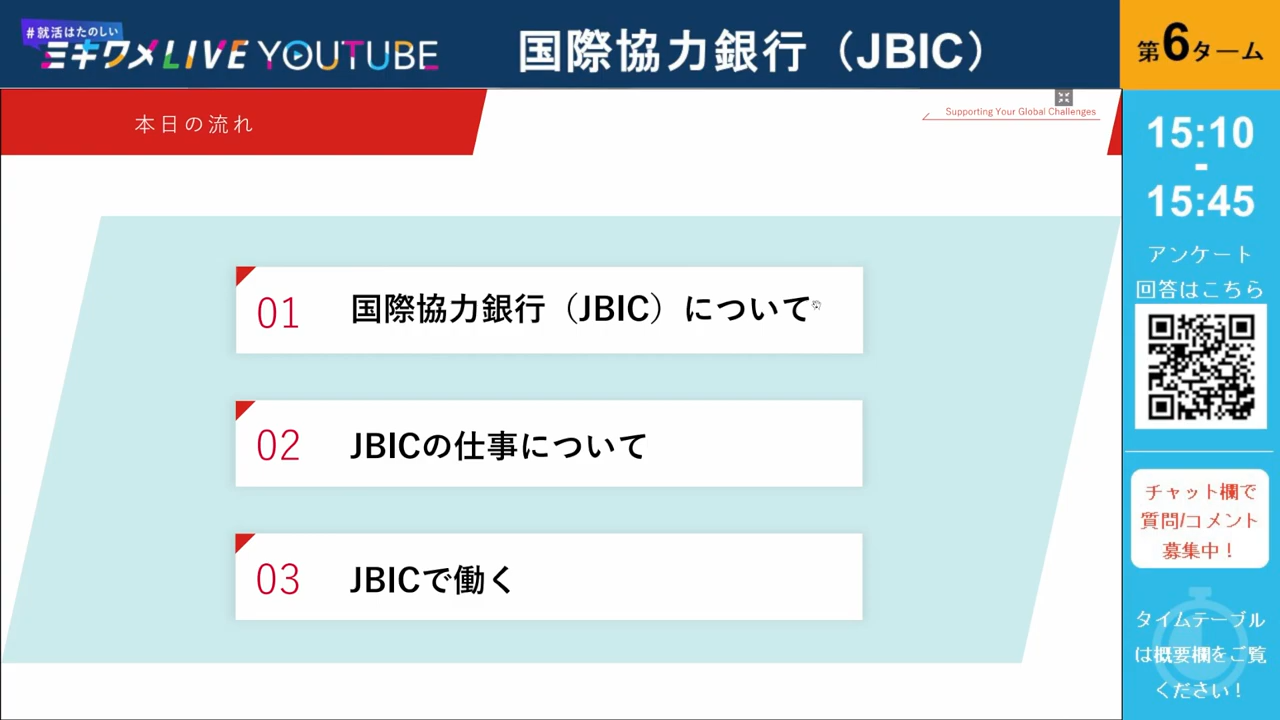 #就活はたのしい
ミキワメLIVE YOUTUBE
国際協力銀行（JBIC）
第6ターム
本日の流れ
Supporting Your Global Challenges
01 国際協力銀行（JBIC）について
02 JBICの仕事について
03 JBICで働く
15:10
-
15:45
アンケート
回答はこちら
チャット欄で
質問/コメント
募集中！
タイムテーブル
は概要欄をご覧
ください！